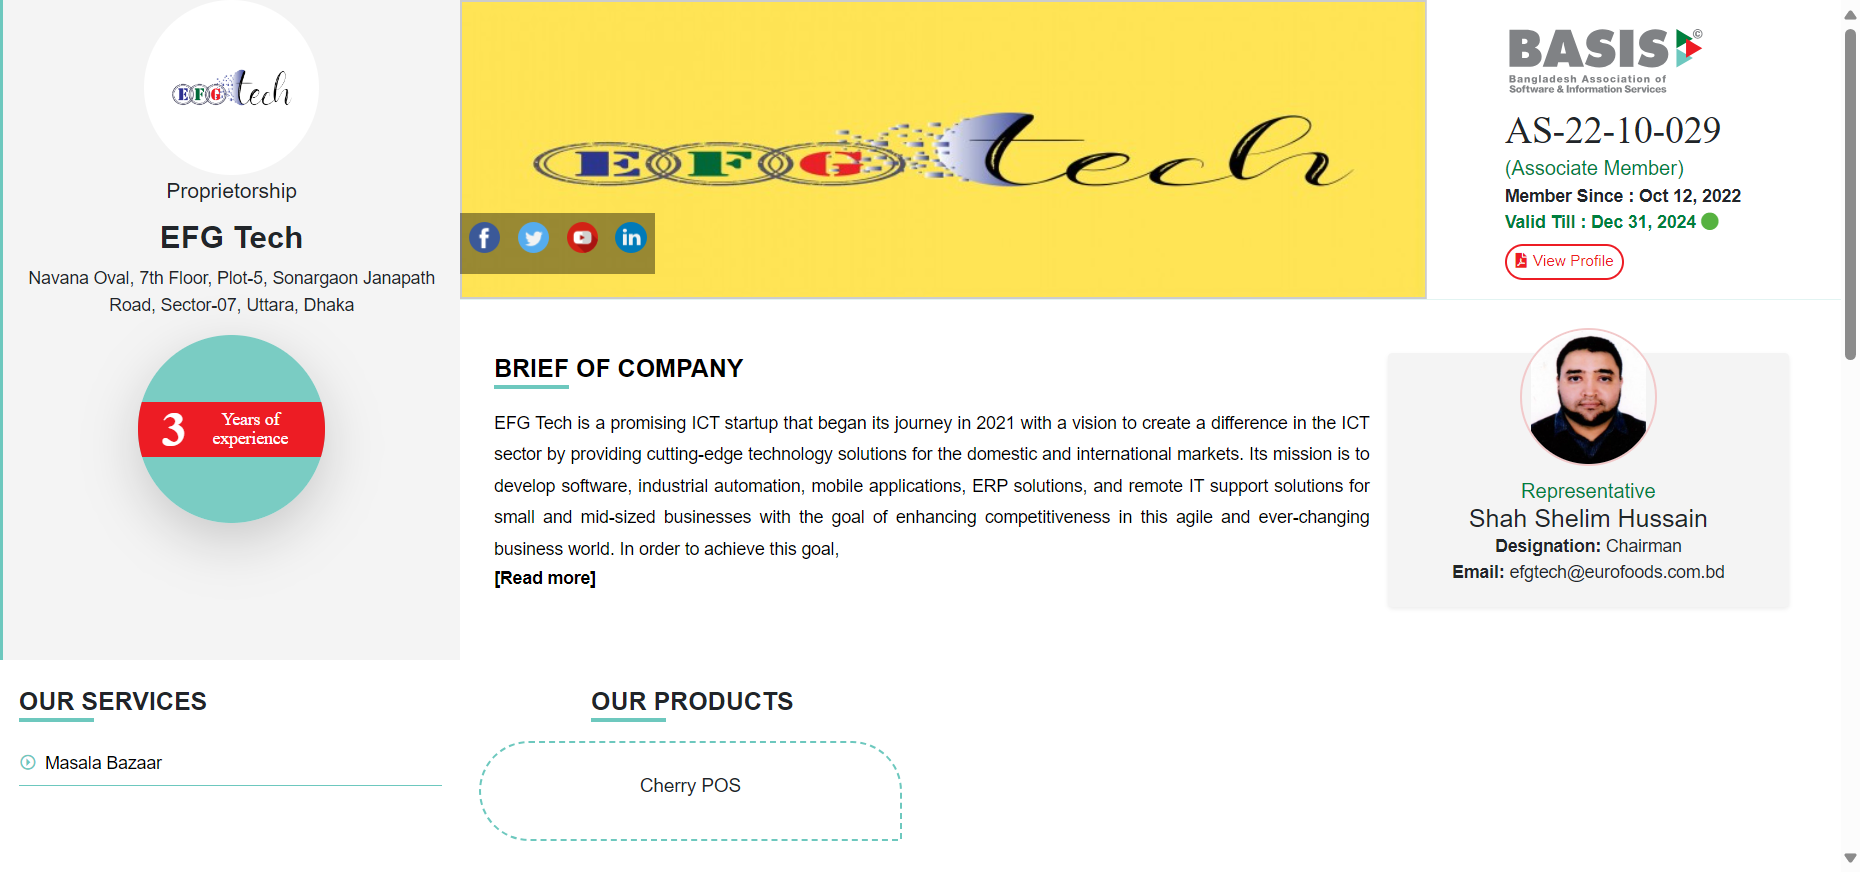 EFG tech
Proprietorship
EFG Tech
Navana Oval, 7th Floor, Plot-5, Sonargaon Janapath
Road, Sector-07, Uttara, Dhaka
3 Years of
experience
EFG tech
BASIS ©
Bangladesh Association of
Software & Information Services
AS-22-10-029
(Associate Member)
Member Since : Oct 12, 2022
Valid Till : Dec 31, 2024
View Profile
BRIEF OF COMPANY
EFG Tech is a promising ICT startup that began its journey in 2021 with a vision to create a difference in the ICT
sector by providing cutting-edge technology solutions for the domestic and international markets. Its mission is to
develop software, industrial automation, mobile applications, ERP solutions, and remote IT support solutions for
small and mid-sized businesses with the goal of enhancing competitiveness in this agile and ever-changing
business world. In order to achieve this goal,
[Read more]
Representative
Shah Shelim Hussain
Designation: Chairman
Email: efgtech@eurofoods.com.bd
OUR SERVICES
Masala Bazaar
OUR PRODUCTS
Cherry POS